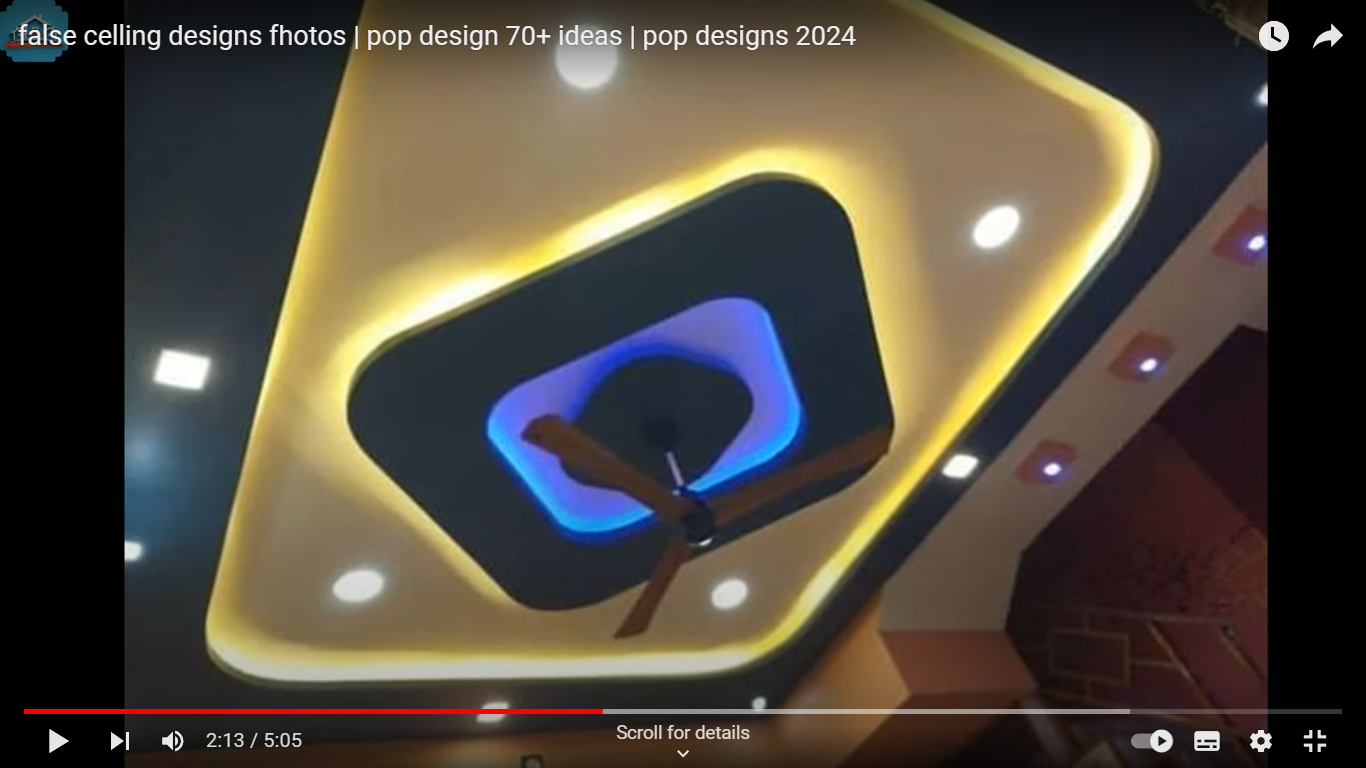 false celling designs fhotos | pop design 70+ ideas | pop designs 2024
2:13 / 5:05
Scroll for details